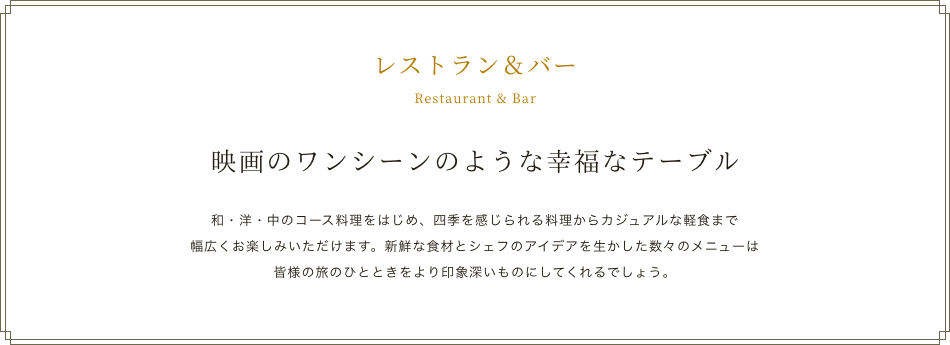 レストラン＆バー
Restaurant & Bar
映画のワンシーンのような幸福なテーブル
和・洋・中のコース料理をはじめ、四季を感じられる料理からカジュアルな軽食まで
幅広くお楽しみいただけます。新鮮な食材とシェフのアイデアを生かした数々のメニューは
皆様の旅のひとときをより印象深いものにしてくれるでしょう。